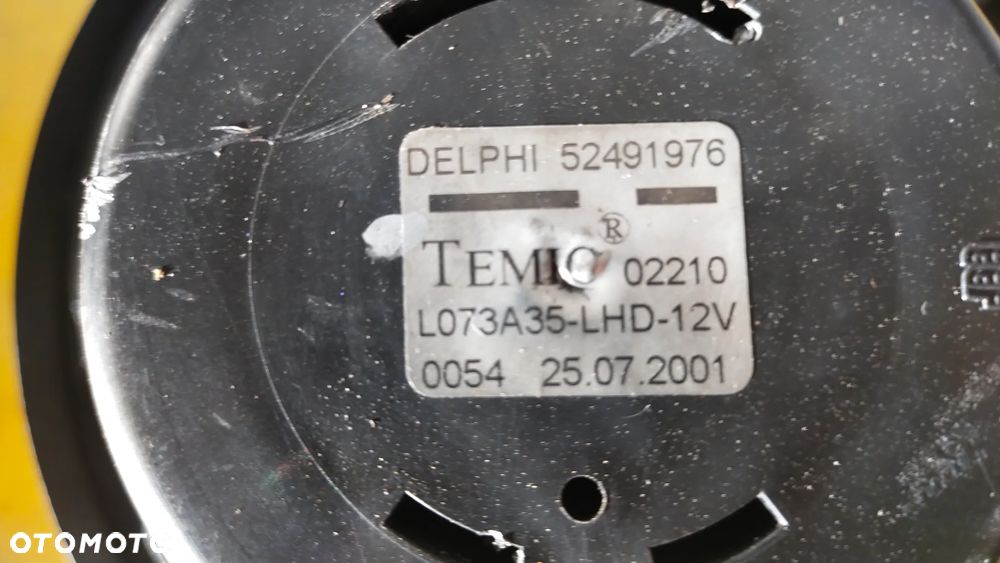 DELPHI 52491976
TEMIC® 02210
L073A35-LHD-12V
0054 25.07.2001
OTOMOTO